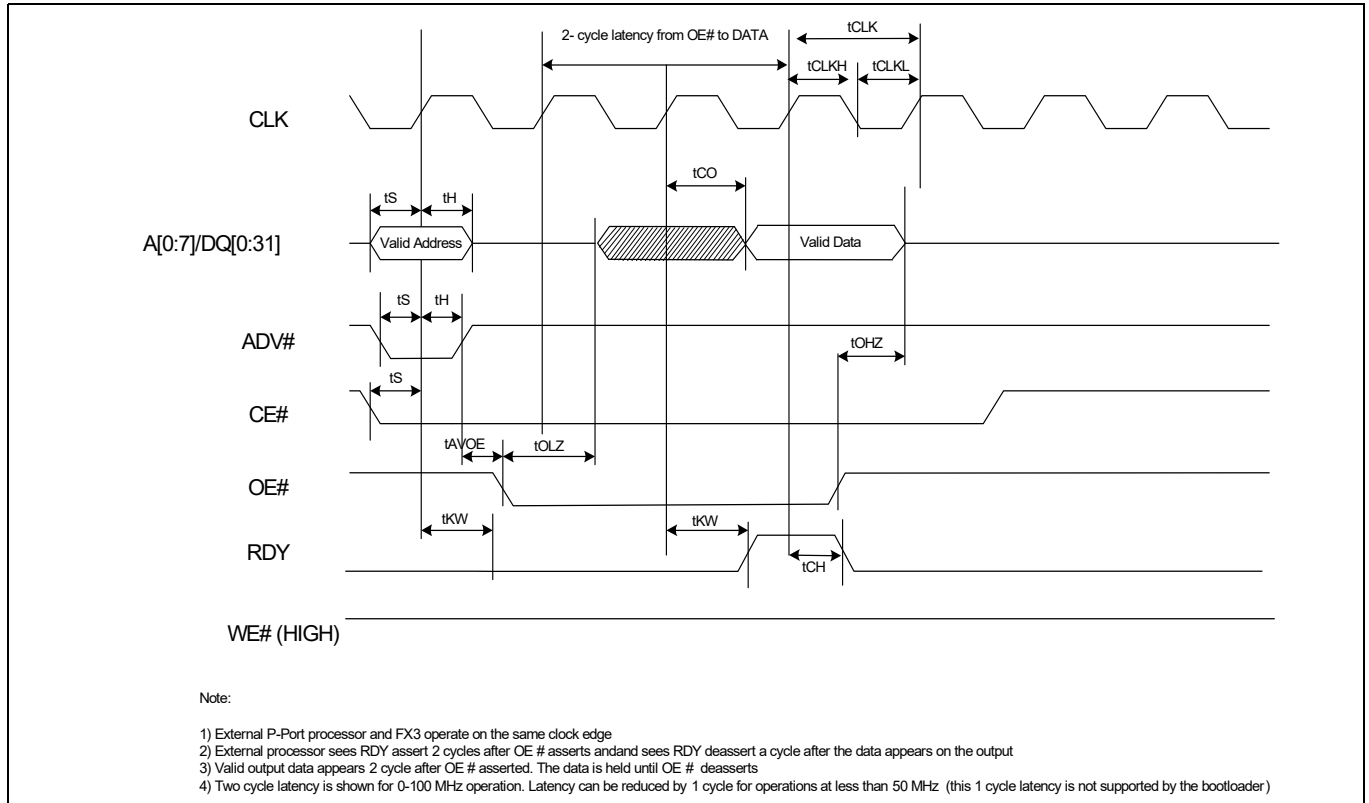 2- cycle latency from OE# to DATA
tCLK
tCLKH
tCLKL
CLK
tCO
tS
tH
A[0:7]/DQ[0:31]
Valid Address
Valid Data
tS
tH
ADV#
tOHZ
tS
CE#
tAVOE
tOLZ
OE#
tKW
tKW
RDY
tCH
WE# (HIGH)
Note:
1) External P-Port processor and FX3 operate on the same clock edge
2) External processor sees RDY assert 2 cycles after OE # asserts andand sees RDY deassert a cycle after the data appears on the output
3) Valid output data appears 2 cycle after OE # asserted. The data is held until OE # deasserts
4) Two cycle latency is shown for 0-100 MHz operation. Latency can be reduced by 1 cycle for operations at less than 50 MHz (this 1 cycle latency is not supported by the bootloader)